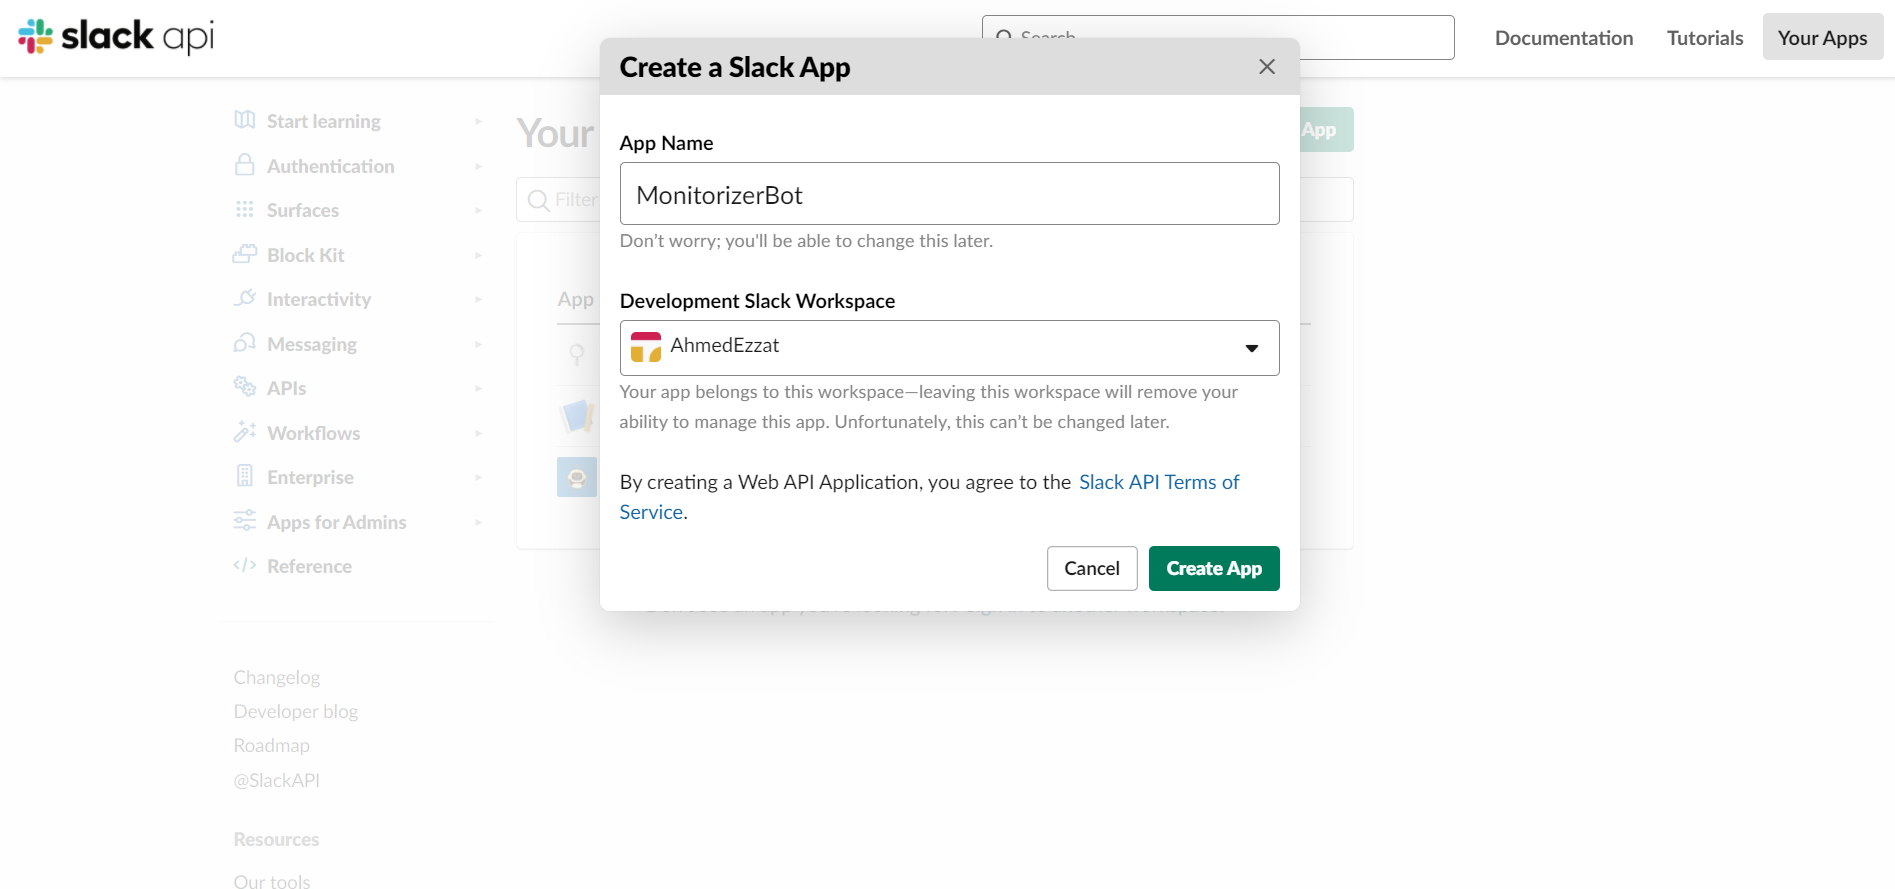 slack api
Search
Documentation
Tutorials
Your Apps
Create a Slack App
App Name
MonitorizerBot
Don’t worry; you'll be able to change this later.
Development Slack Workspace
AhmedEzzat
Your app belongs to this workspace—leaving this workspace will remove your
ability to manage this app. Unfortunately, this can’t be changed later.
By creating a Web API Application, you agree to the Slack API Terms of
Service.
Cancel
Create App
Start learning
Authentication
Surfaces
Block Kit
Interactivity
Messaging
APIs
Workflows
Enterprise
Apps for Admins
Reference
Changelog
Developer blog
Roadmap
@SlackAPI
Resources
Our tools
Your
App
Filter
App